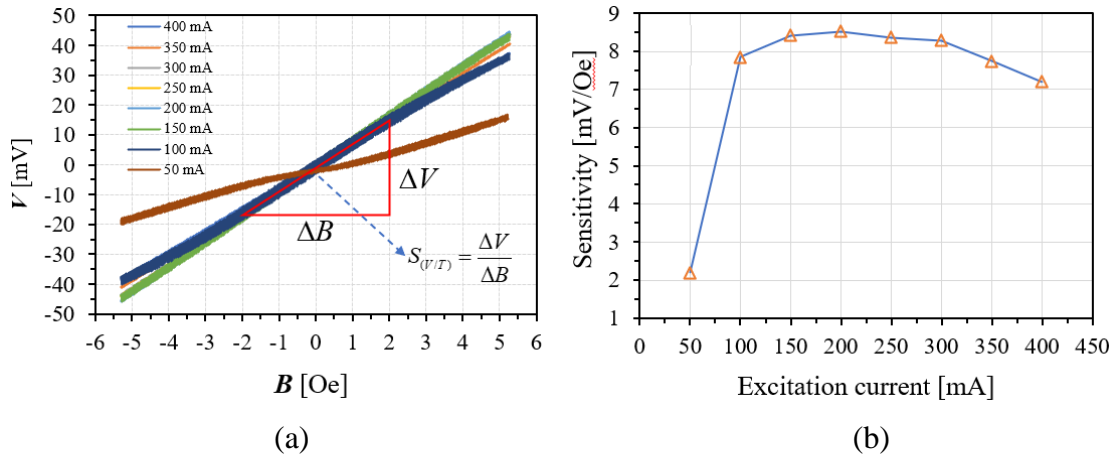 400 mA
350 mA
300 mA
250 mA
200 mA
150 mA
100 mA
50 mA
V [mV]
50
40
30
20
10
0
-10
-20
-30
-40
-50
-6 -5 -4 -3 -2 -1 0 1 2 3 4 5 6
B [Oe]
ΔV
ΔB
S(V/T) = ΔV/ΔB
(a)
Sensitivity [mV/Oe]
9
8
7
6
5
4
3
2
1
0 50 100 150 200 250 300 350 400 450
Excitation current [mA]
(b)